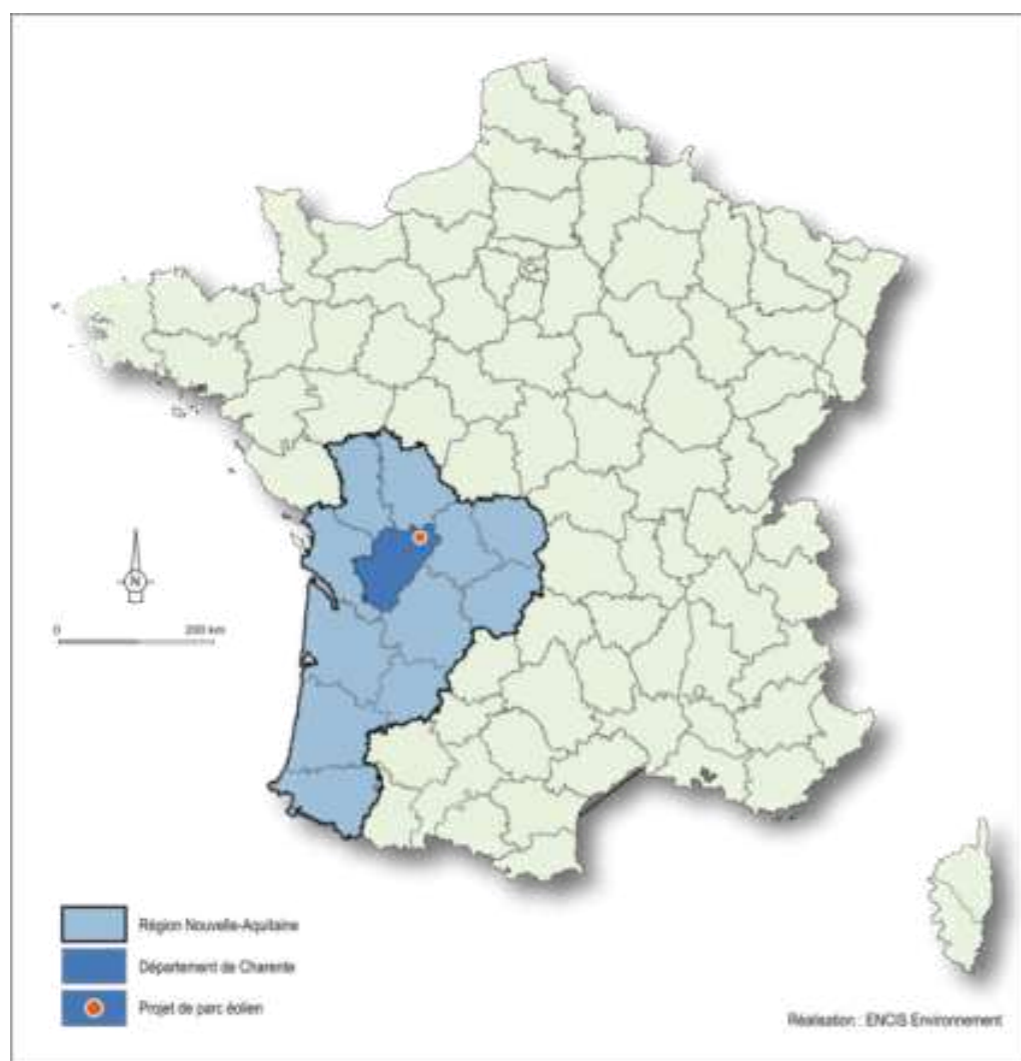 N
0 200 km
Région Nouvelle-Aquitaine
Département de Charente
Projet de parc éolien
Réalisation : ENCIS Environnement